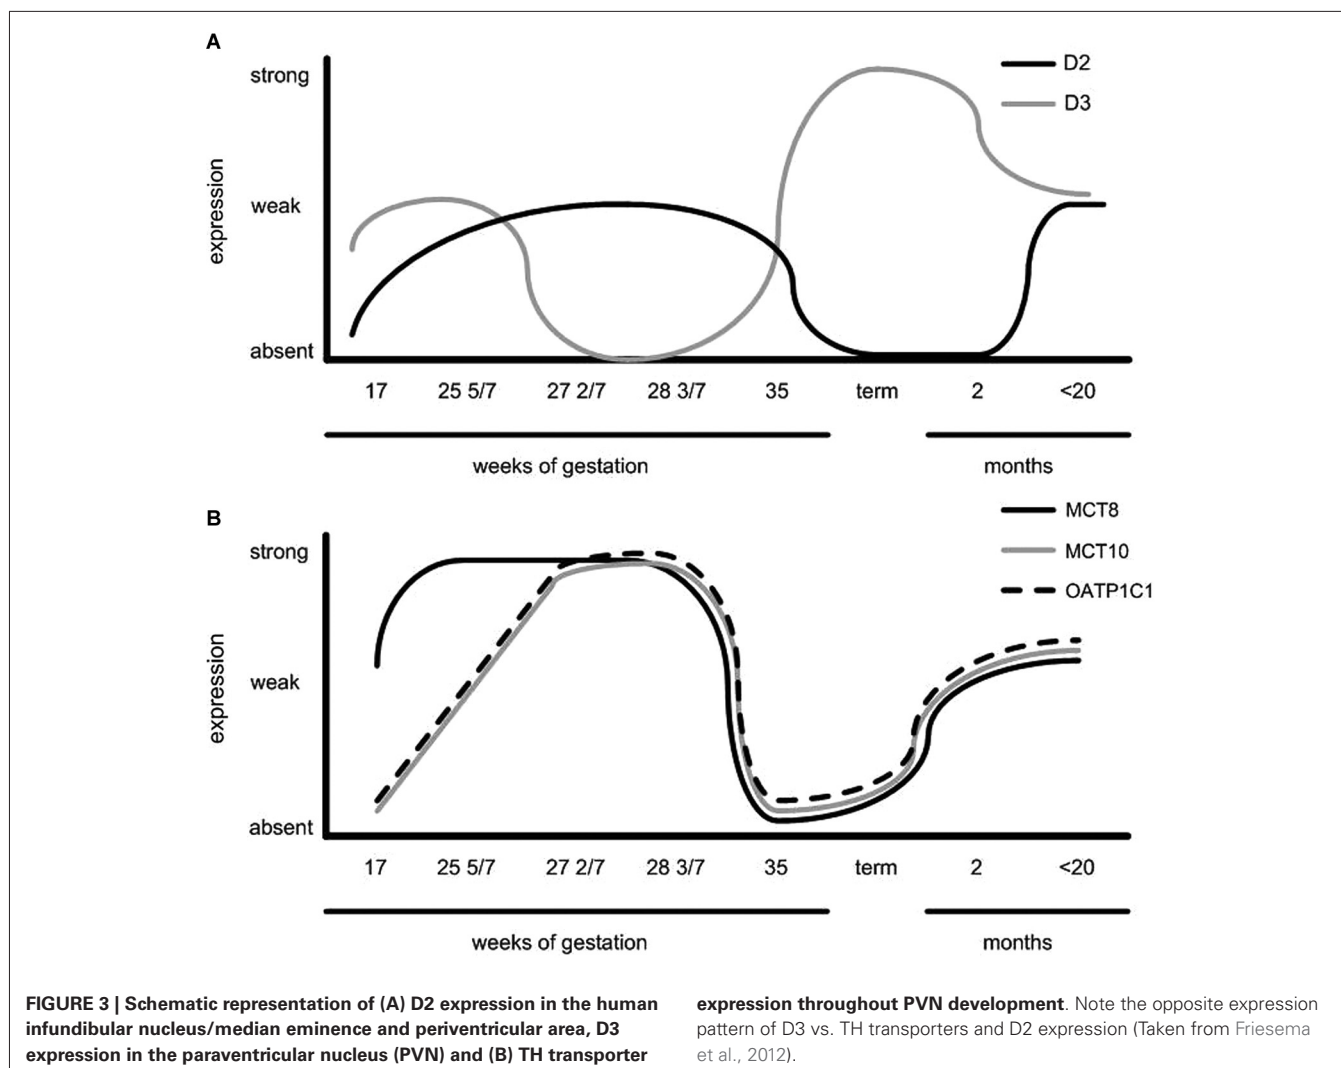 A
strong
D2
D3
expression
weak
absent
17 25 5/7 27 2/7 28 3/7 35 term 2 <20
weeks of gestation months
B
MCT8
strong
MCT10
OATP1C1
expression
weak
absent
17 25 5/7 27 2/7 28 3/7 35 term 2 <20
weeks of gestation months
FIGURE 3 | Schematic representation of (A) D2 expression in the human
infundibular nucleus/median eminence and periventricular area, D3
expression in the paraventricular nucleus (PVN) and (B) TH transporter
expression throughout PVN development. Note the opposite expression
pattern of D3 vs. TH transporters and D2 expression (Taken from Friesema
et al., 2012).